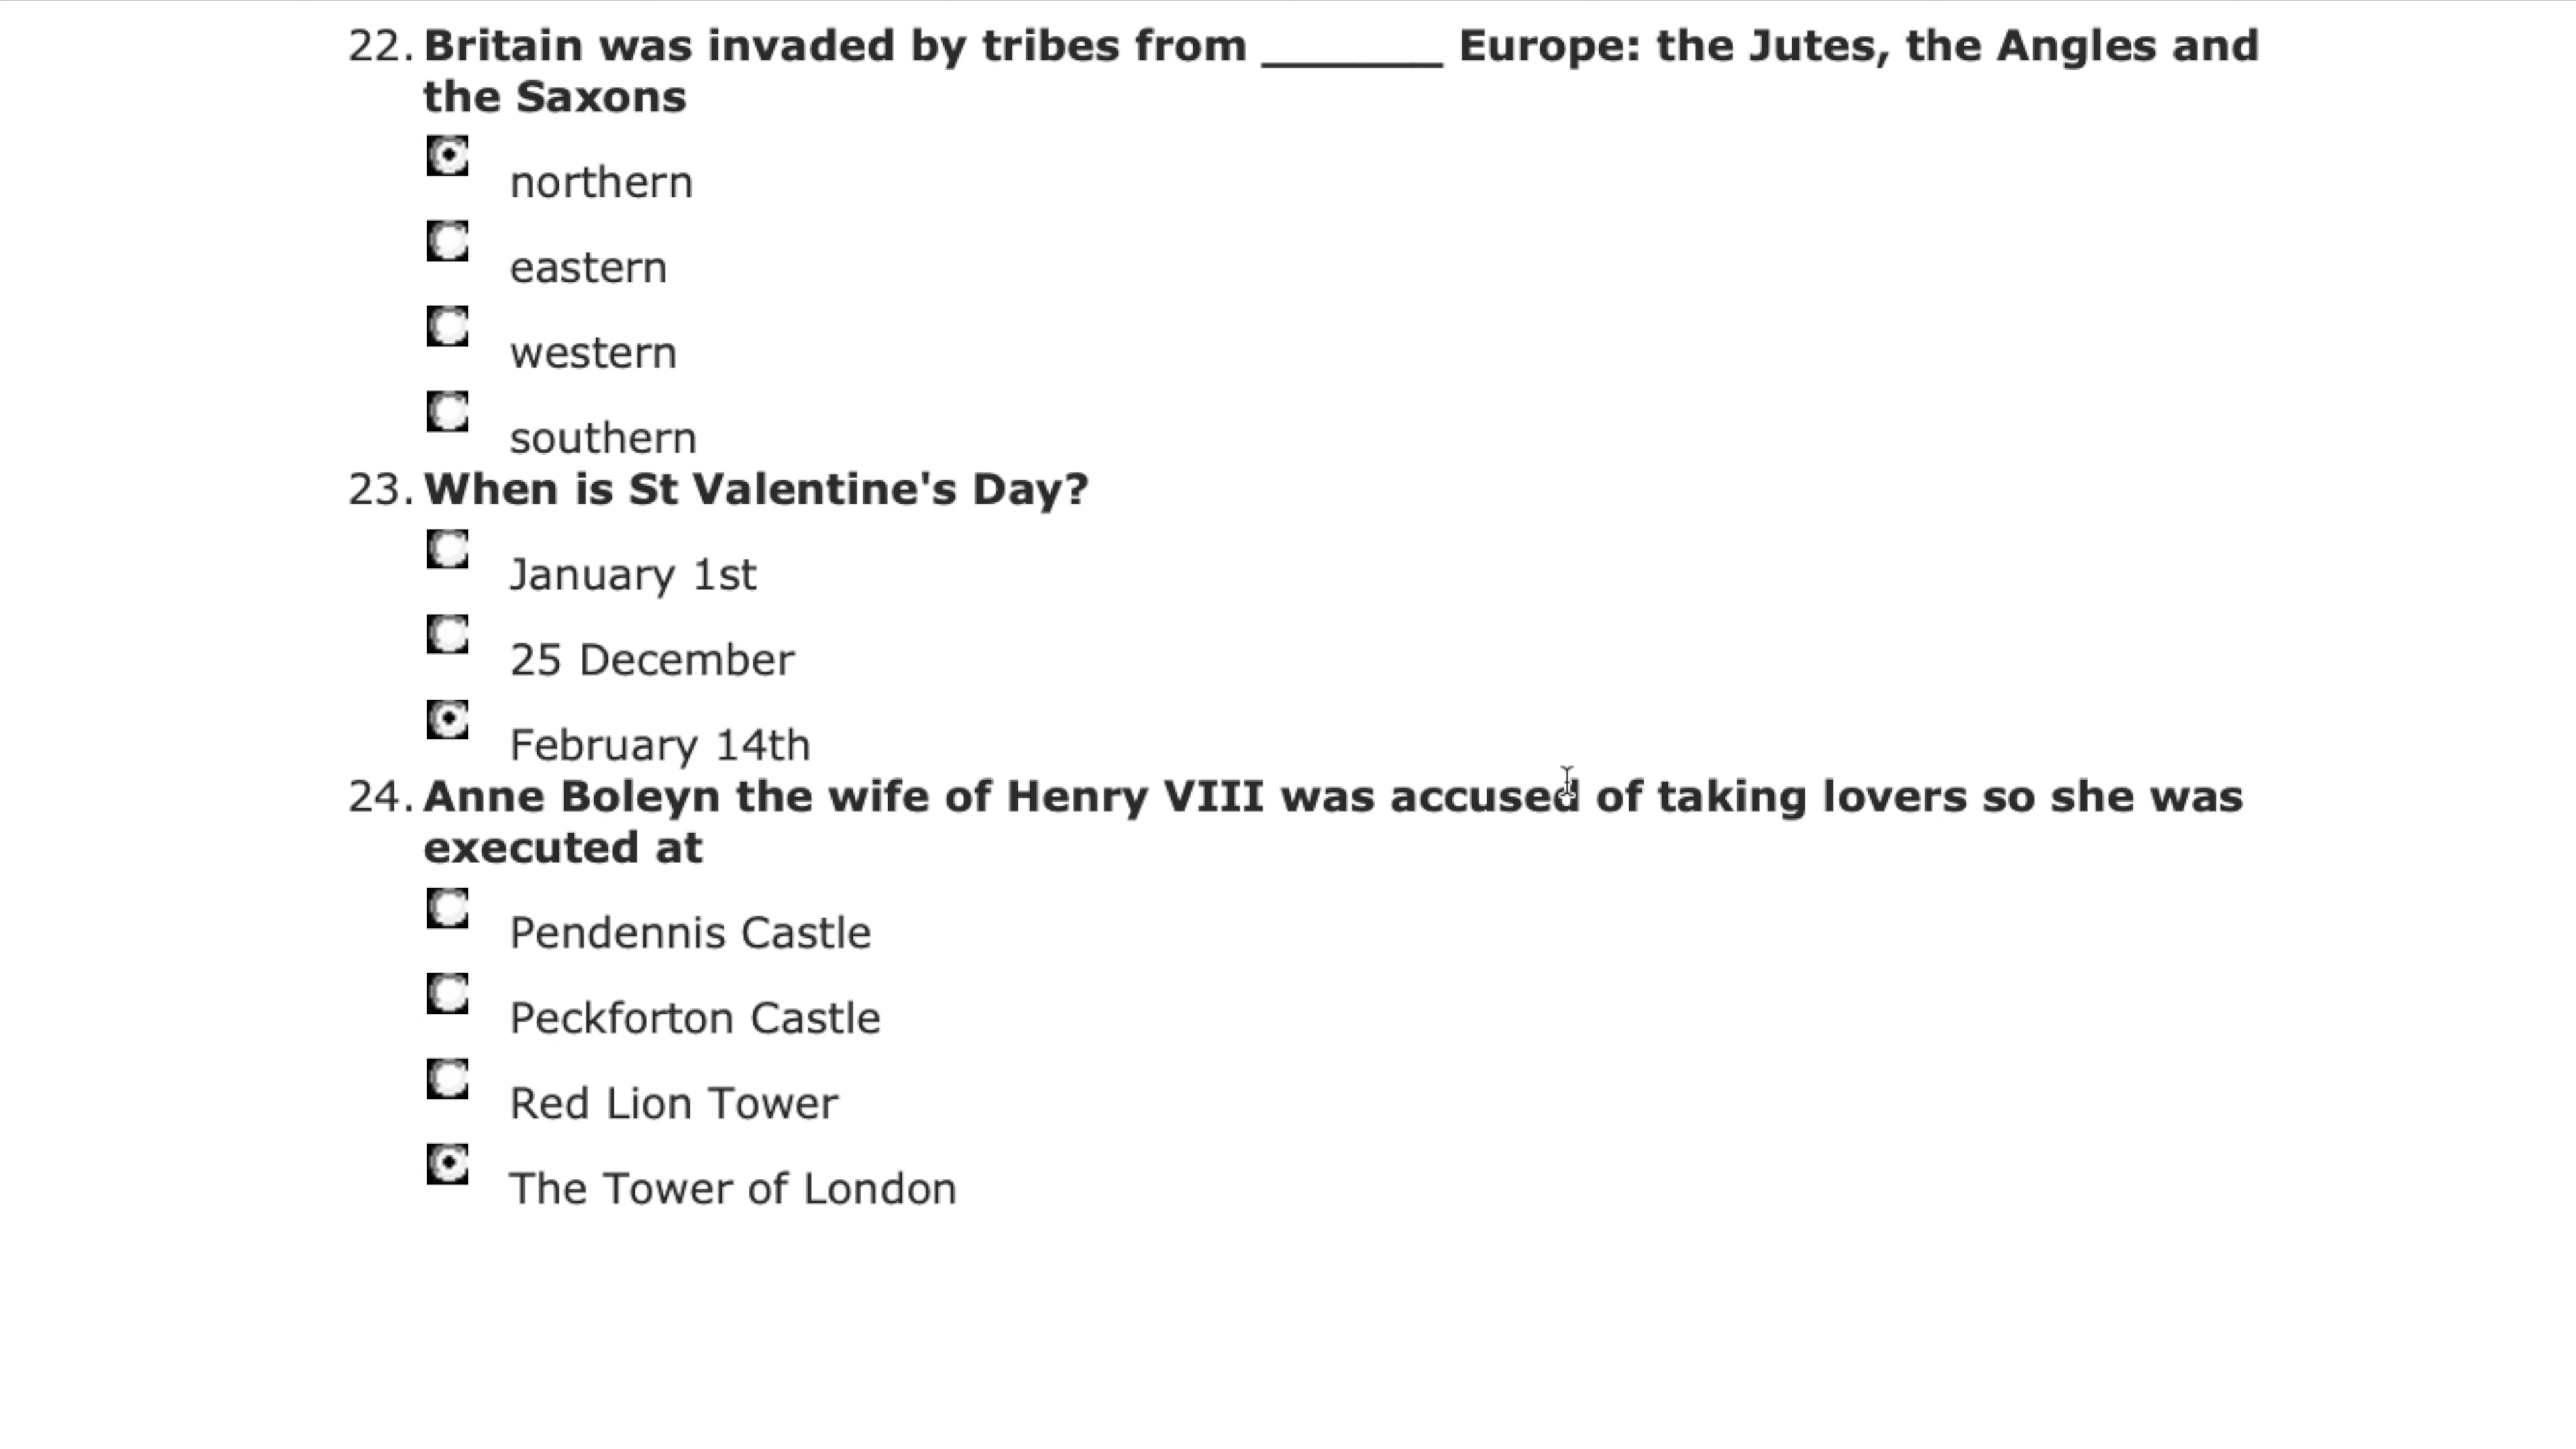 22. Britain was invaded by tribes from _______ Europe: the Jutes, the Angles and
the Saxons
northern
eastern
western
southern
23. When is St Valentine's Day?
January 1st
25 December
February 14th
24. Anne Boleyn the wife of Henry VIII was accused of taking lovers so she was
executed at
Pendennis Castle
Peckforton Castle
Red Lion Tower
The Tower of London